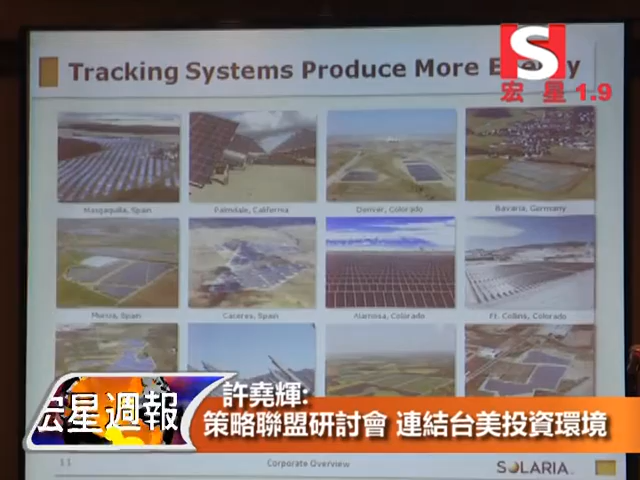 Tracking Systems Produce More E y
S
宏 星 1.9
Masgaquilla, Spain
Palmdale, California
Denver, Colorado
Bavaria, Germany
Murcia, Spain
Caceres, Spain
Alamosa, Colorado
Ft. Collins, Colorado
宏星週報
許堯輝:
策略聯盟研討會 連結台美投資環境
11
Corporate Overview
SOLARIA